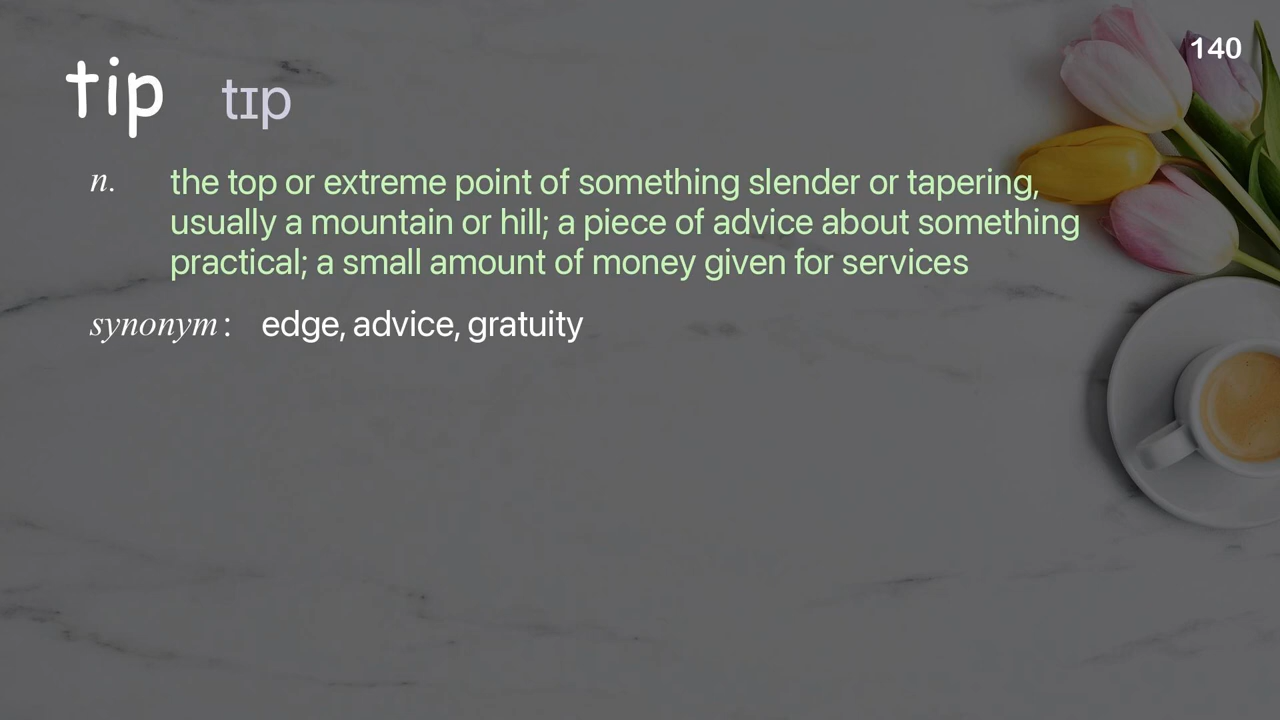 140
tip tɪp
n. the top or extreme point of something slender or tapering,
usually a mountain or hill; a piece of advice about something
practical; a small amount of money given for services
synonym: edge, advice, gratuity